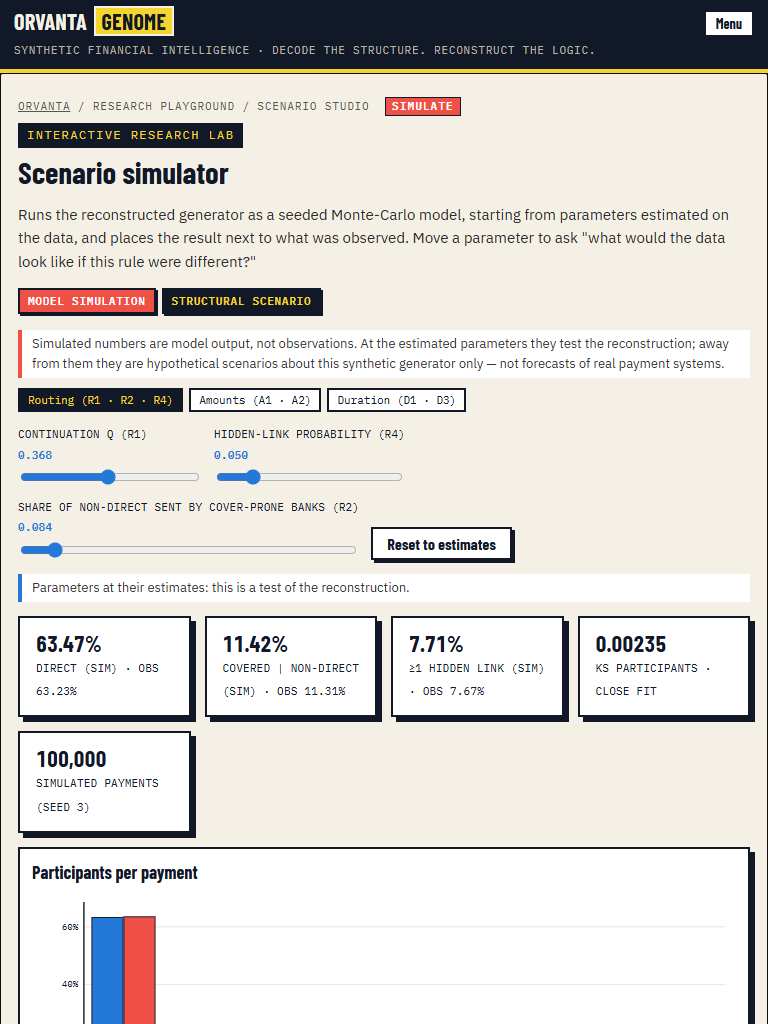 ORVANTA GENOME
Menu
SYNTHETIC FINANCIAL INTELLIGENCE · DECODE THE STRUCTURE. RECONSTRUCT THE LOGIC.
ORVANTA / RESEARCH PLAYGROUND / SCENARIO STUDIO SIMULATE
INTERACTIVE RESEARCH LAB
Scenario simulator
Runs the reconstructed generator as a seeded Monte-Carlo model, starting from parameters estimated on
the data, and places the result next to what was observed. Move a parameter to ask "what would the data
look like if this rule were different?"
MODEL SIMULATION STRUCTURAL SCENARIO
Simulated numbers are model output, not observations. At the estimated parameters they test the reconstruction; away
from them they are hypothetical scenarios about this synthetic generator only — not forecasts of real payment systems.
Routing (R1 · R2 · R4) Amounts (A1 · A2) Duration (D1 · D3)
CONTINUATION Q (R1) HIDDEN-LINK PROBABILITY (R4)
0.368 0.050
SHARE OF NON-DIRECT SENT BY COVER-PRONE BANKS (R2)
0.084
Reset to estimates
Parameters at their estimates: this is a test of the reconstruction.
63.47%
DIRECT (SIM) · OBS
63.23%
11.42%
COVERED | NON-DIRECT
(SIM) · OBS 11.31%
7.71%
≥1 HIDDEN LINK (SIM)
· OBS 7.67%
0.00235
KS PARTICIPANTS ·
CLOSE FIT
100,000
SIMULATED PAYMENTS
(SEED 3)
Participants per payment
60%
40%